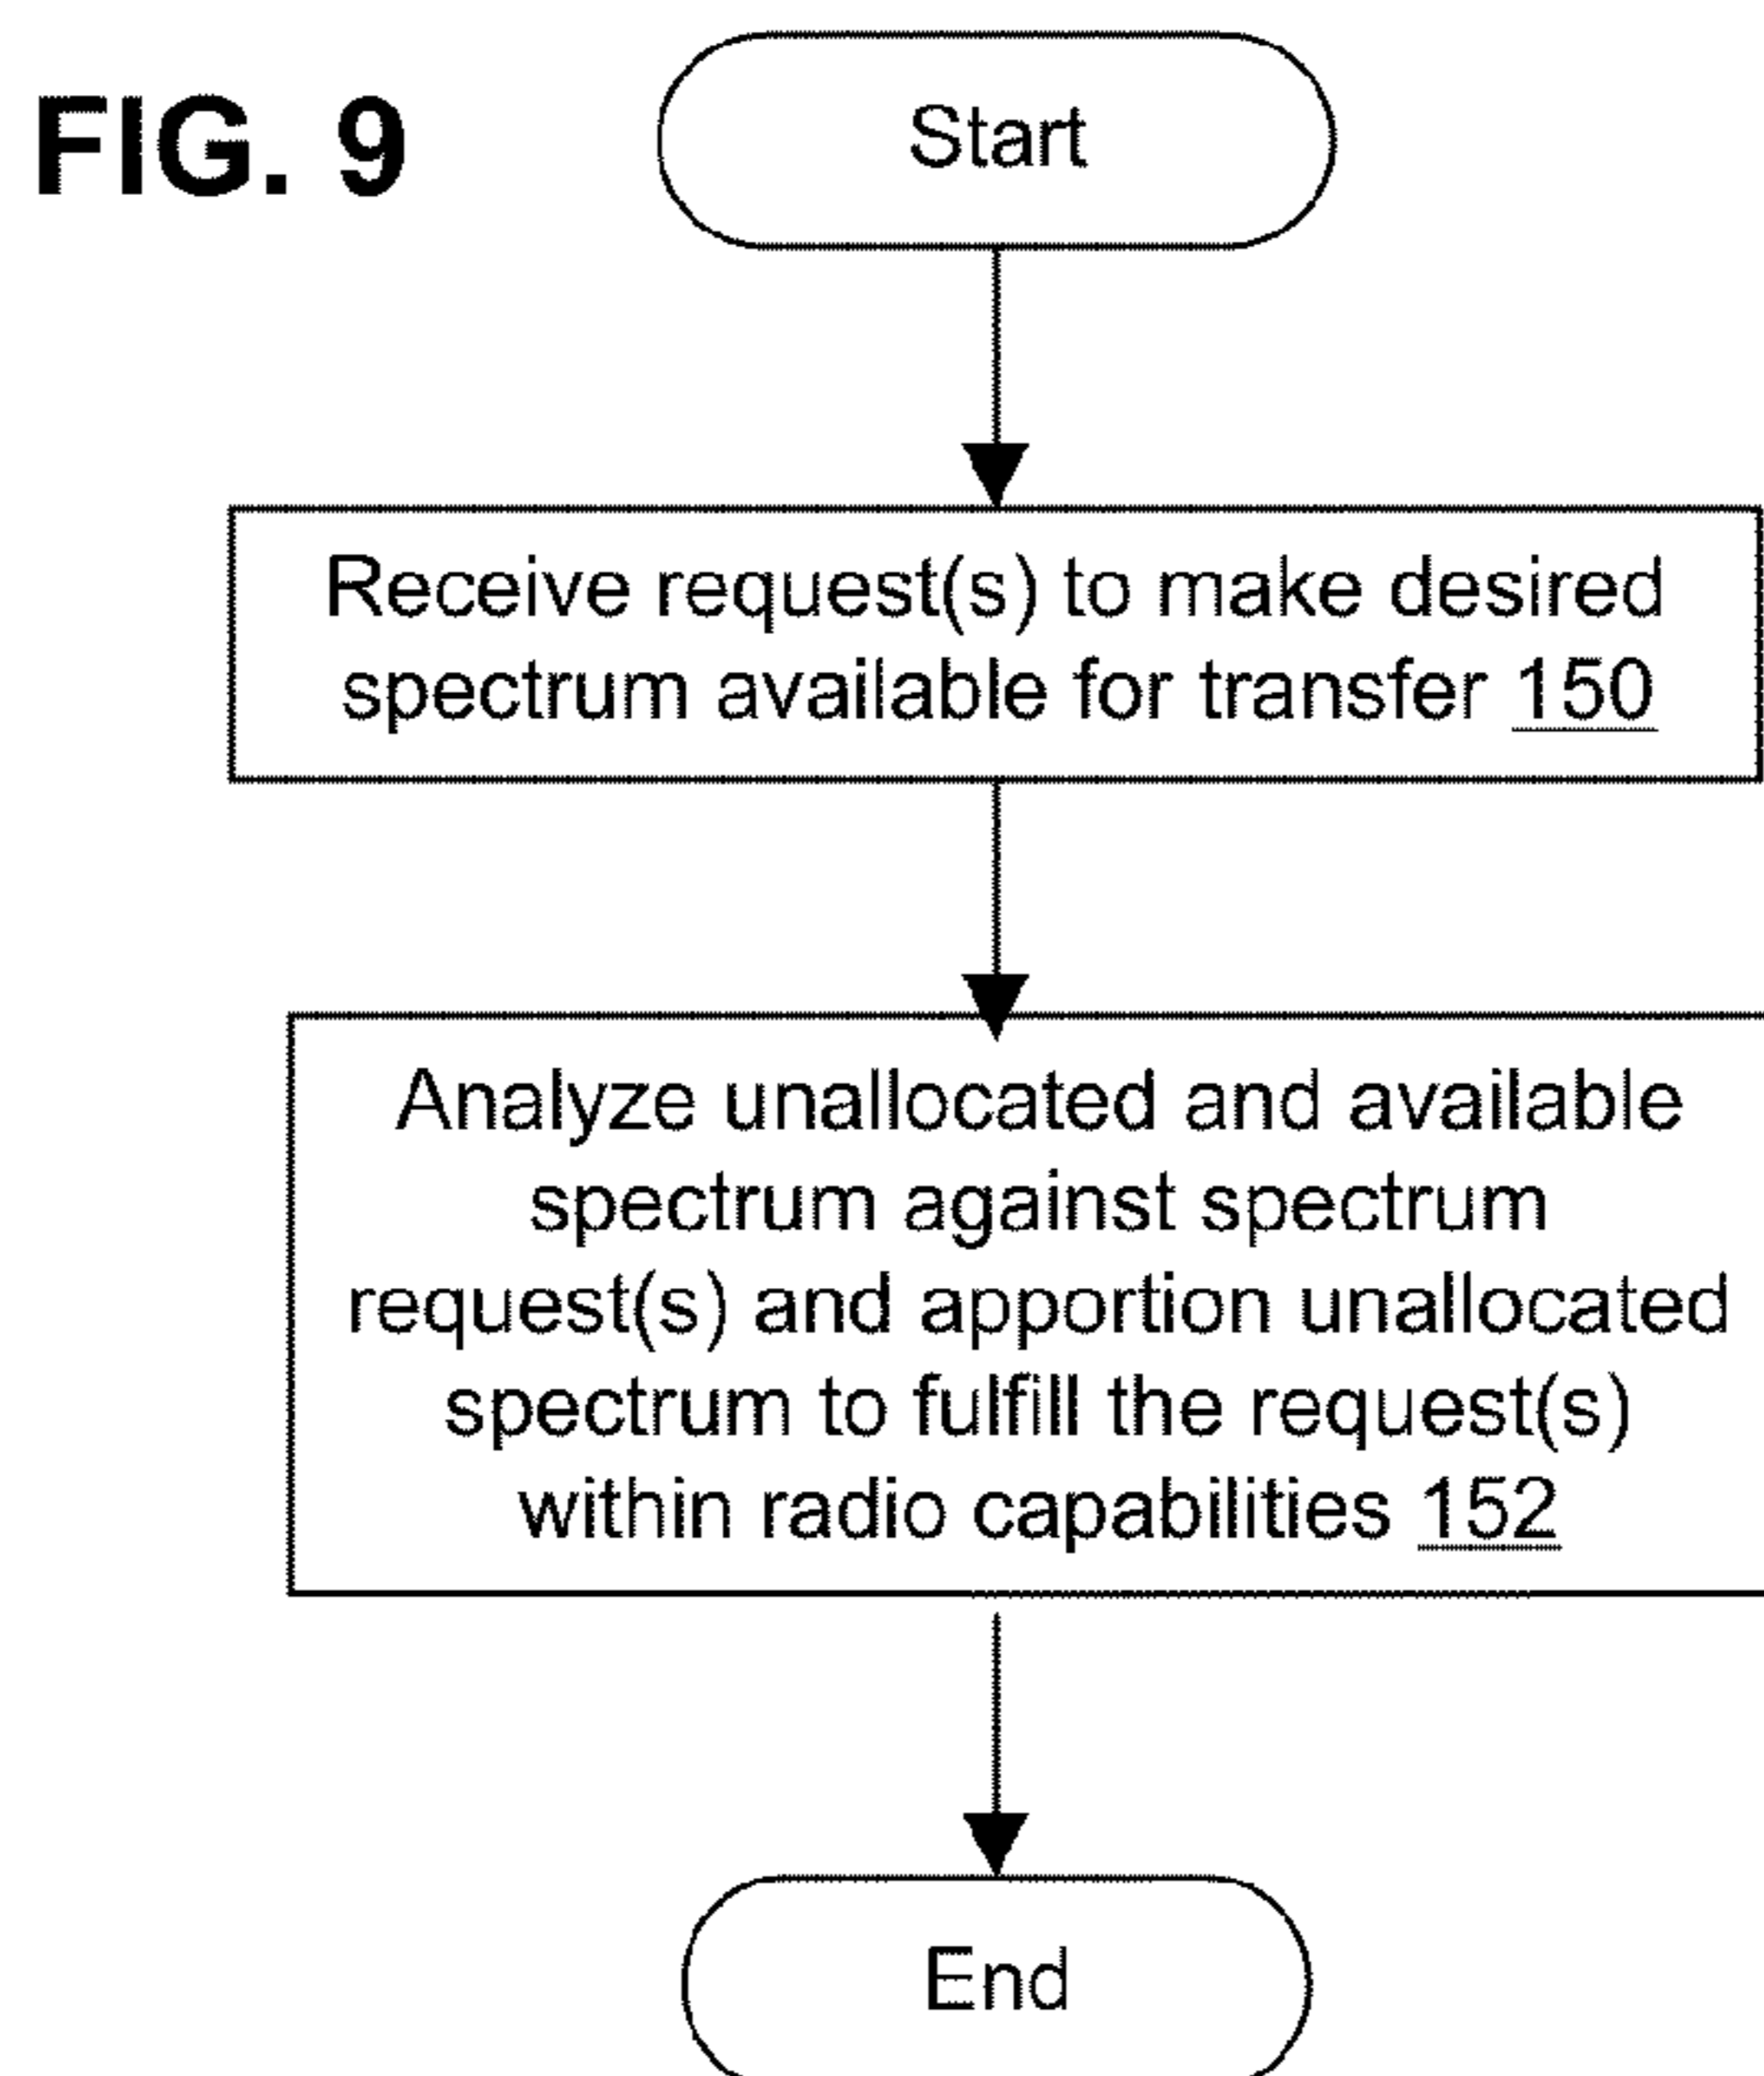 FIG. 9
Start
Receive request(s) to make desired
spectrum available for transfer 150
Analyze unallocated and available
spectrum against spectrum
request(s) and apportion unallocated
spectrum to fulfill the request(s)
within radio capabilities 152
End